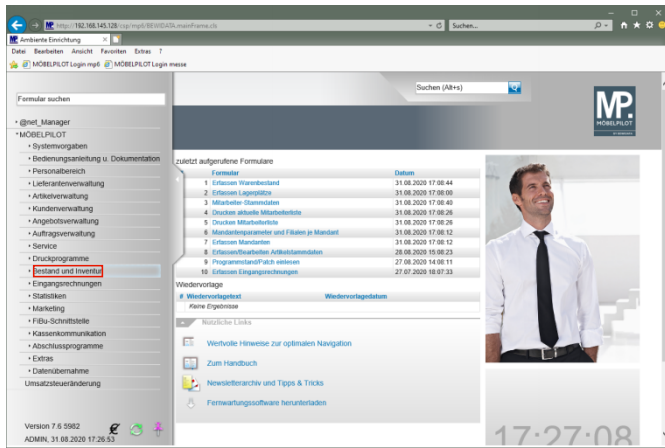 http://192.168.145.128/csp/mp6/BEWIDATA.mainFrame.cls
Suchen...
Ambiente Einrichtung
Datei Bearbeiten Ansicht Favoriten Extras ?
MÖBELPILOT Login mp6 MÖBELPILOT Login messe
Formular suchen
Suchen (Alt+s)
MP.
MÖBELPILOT
@net_Manager
MÖBELPILOT
Systemvorgaben
Bedienungsanleitung u. Dokumentation
Personalbereich
Lieferantenverwaltung
Artikelverwaltung
Kundenverwaltung
Angebotsverwaltung
Auftragsverwaltung
Service
Druckprogramme
Bestand und Inventur
Eingangsrechnungen
Statistiken
Marketing
FiBu-Schnittstelle
Kassenkommunikation
Abschlussprogramme
Extras
Datenübernahme
Umsatzsteueränderung
Version 7.6 5982
ADMIN, 31.08.2020 17:26:53
zuletzt aufgerufene Formulare
Formular Datum
1 Erfassen Warenbestand 31.08.2020 17:08:44
2 Erfassen Lagerplätze 31.08.2020 17:08:00
3 Mitarbeiter-Stammdaten 31.08.2020 17:08:40
4 Drucken aktuelle Mitarbeiterliste 31.08.2020 17:08:26
5 Drucken Mitarbeiterliste 31.08.2020 17:08:26
6 Mandantenparameter und Filialen je Mandant 31.08.2020 17:08:12
7 Erfassen Mandanten 31.08.2020 17:08:12
8 Erfassen/Bearbeiten Artikelstammdaten 28.08.2020 15:08:23
9 Programmstand/Patch einlesen 27.08.2020 14:08:11
10 Erfassen Eingangsrechnungen 27.07.2020 18:07:33
Wiedervorlage
# Wiedervorlagetext Wiedervorlagedatum
Keine Ergebnisse
Nützliche Links
Wertvolle Hinweise zur optimalen Navigation
Zum Handbuch
Newsletterarchiv und Tipps & Tricks
Fernwartungssoftware herunterladen
17:27:08